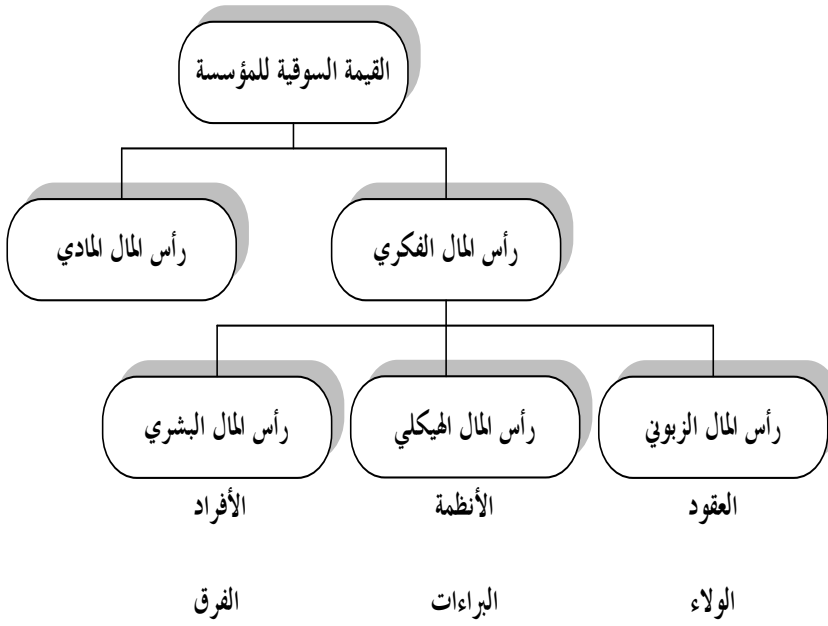 القيمة السوقية للمؤسسة
رأس المال الفكري
رأس المال المادي
رأس المال الزبوني
رأس المال الهيكلي
رأس المال البشري
العقود
الأنظمة
الأفراد
الولاء
البراءات
الفرق